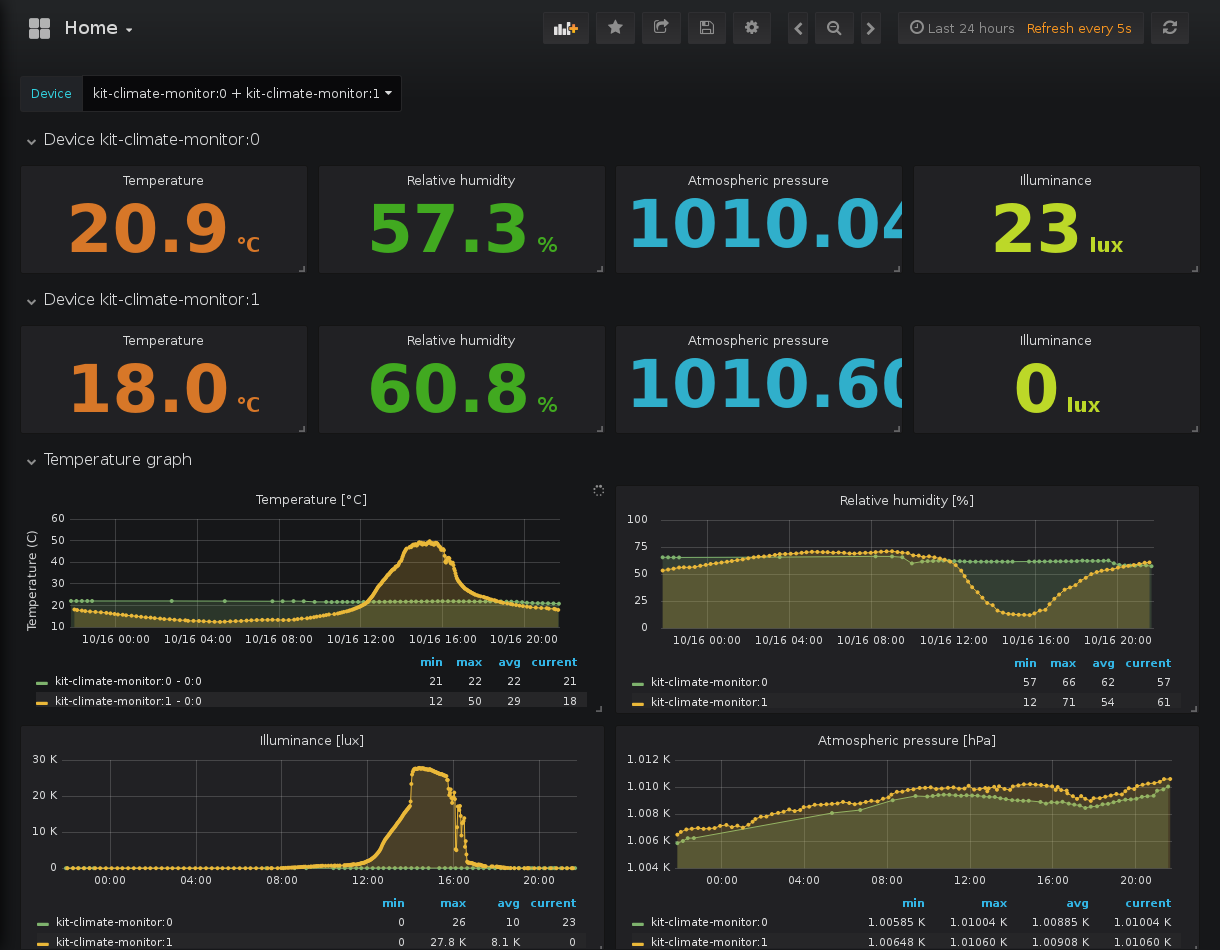 Home
Last 24 hours Refresh every 5s
Device kit-climate-monitor:0 + kit-climate-monitor:1
Device kit-climate-monitor:0
Temperature Relative humidity Atmospheric pressure Illuminance
20.9 °C 57.3 % 1010.04 23 lux
Device kit-climate-monitor:1
Temperature Relative humidity Atmospheric pressure Illuminance
18.0 °C 60.8 % 1010.60 0 lux
Temperature graph
Temperature [°C]
Temperature (C)
60
50
40
30
20
10
10/16 00:00 10/16 04:00 10/16 08:00 10/16 12:00 10/16 16:00 10/16 20:00
min max avg current
kit-climate-monitor:0 - 0:0 21 22 22 21
kit-climate-monitor:1 - 0:0 12 50 29 18
Relative humidity [%]
100
75
50
25
0
10/16 00:00 10/16 04:00 10/16 08:00 10/16 12:00 10/16 16:00 10/16 20:00
min max avg current
kit-climate-monitor:0 57 66 62 57
kit-climate-monitor:1 12 71 54 61
Illuminance [lux]
30 K
20 K
10 K
0
00:00 04:00 08:00 12:00 16:00 20:00
min max avg current
kit-climate-monitor:0 0 26 10 23
kit-climate-monitor:1 0 27.8 K 8.1 K 0
Atmospheric pressure [hPa]
1.012 K
1.010 K
1.008 K
1.006 K
1.004 K
00:00 04:00 08:00 12:00 16:00 20:00
min max avg current
kit-climate-monitor:0 1.00585 K 1.01004 K 1.00885 K 1.01004 K
kit-climate-monitor:1 1.00648 K 1.01060 K 1.00908 K 1.01060 K